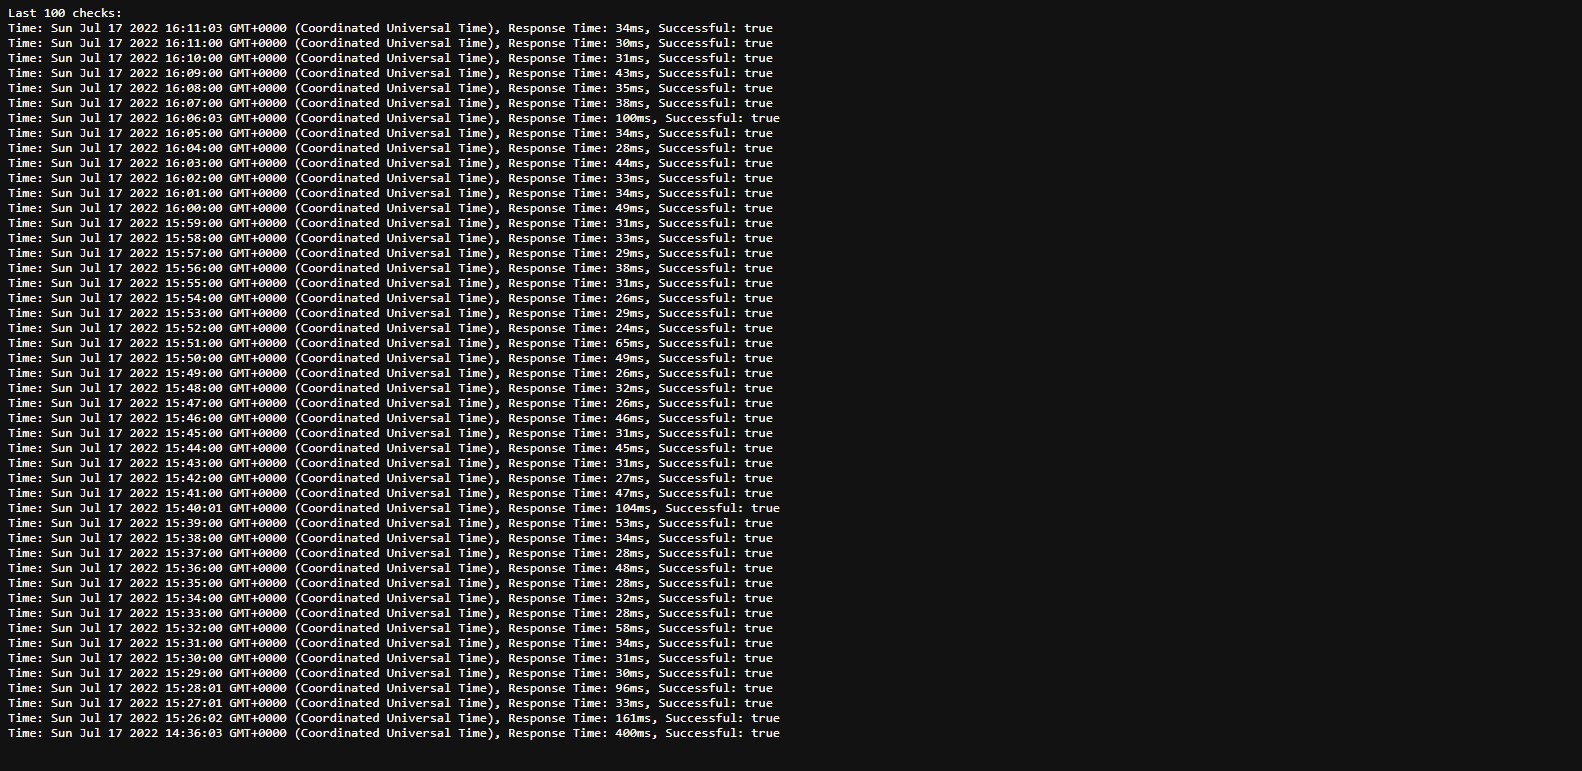 Last 100 checks:
Time: Sun Jul 17 2022 16:11:03 GMT+0000 (Coordinated Universal Time), Response Time: 34ms, Successful: true
Time: Sun Jul 17 2022 16:11:00 GMT+0000 (Coordinated Universal Time), Response Time: 30ms, Successful: true
Time: Sun Jul 17 2022 16:10:00 GMT+0000 (Coordinated Universal Time), Response Time: 31ms, Successful: true
Time: Sun Jul 17 2022 16:09:00 GMT+0000 (Coordinated Universal Time), Response Time: 43ms, Successful: true
Time: Sun Jul 17 2022 16:08:00 GMT+0000 (Coordinated Universal Time), Response Time: 35ms, Successful: true
Time: Sun Jul 17 2022 16:07:00 GMT+0000 (Coordinated Universal Time), Response Time: 38ms, Successful: true
Time: Sun Jul 17 2022 16:06:03 GMT+0000 (Coordinated Universal Time), Response Time: 100ms, Successful: true
Time: Sun Jul 17 2022 16:05:00 GMT+0000 (Coordinated Universal Time), Response Time: 34ms, Successful: true
Time: Sun Jul 17 2022 16:04:00 GMT+0000 (Coordinated Universal Time), Response Time: 28ms, Successful: true
Time: Sun Jul 17 2022 16:03:00 GMT+0000 (Coordinated Universal Time), Response Time: 44ms, Successful: true
Time: Sun Jul 17 2022 16:02:00 GMT+0000 (Coordinated Universal Time), Response Time: 33ms, Successful: true
Time: Sun Jul 17 2022 16:01:00 GMT+0000 (Coordinated Universal Time), Response Time: 34ms, Successful: true
Time: Sun Jul 17 2022 16:00:00 GMT+0000 (Coordinated Universal Time), Response Time: 49ms, Successful: true
Time: Sun Jul 17 2022 15:59:00 GMT+0000 (Coordinated Universal Time), Response Time: 31ms, Successful: true
Time: Sun Jul 17 2022 15:58:00 GMT+0000 (Coordinated Universal Time), Response Time: 33ms, Successful: true
Time: Sun Jul 17 2022 15:57:00 GMT+0000 (Coordinated Universal Time), Response Time: 29ms, Successful: true
Time: Sun Jul 17 2022 15:56:00 GMT+0000 (Coordinated Universal Time), Response Time: 38ms, Successful: true
Time: Sun Jul 17 2022 15:55:00 GMT+0000 (Coordinated Universal Time), Response Time: 31ms, Successful: true
Time: Sun Jul 17 2022 15:54:00 GMT+0000 (Coordinated Universal Time), Response Time: 26ms, Successful: true
Time: Sun Jul 17 2022 15:53:00 GMT+0000 (Coordinated Universal Time), Response Time: 29ms, Successful: true
Time: Sun Jul 17 2022 15:52:00 GMT+0000 (Coordinated Universal Time), Response Time: 24ms, Successful: true
Time: Sun Jul 17 2022 15:51:00 GMT+0000 (Coordinated Universal Time), Response Time: 65ms, Successful: true
Time: Sun Jul 17 2022 15:50:00 GMT+0000 (Coordinated Universal Time), Response Time: 49ms, Successful: true
Time: Sun Jul 17 2022 15:49:00 GMT+0000 (Coordinated Universal Time), Response Time: 26ms, Successful: true
Time: Sun Jul 17 2022 15:48:00 GMT+0000 (Coordinated Universal Time), Response Time: 32ms, Successful: true
Time: Sun Jul 17 2022 15:47:00 GMT+0000 (Coordinated Universal Time), Response Time: 26ms, Successful: true
Time: Sun Jul 17 2022 15:46:00 GMT+0000 (Coordinated Universal Time), Response Time: 46ms, Successful: true
Time: Sun Jul 17 2022 15:45:00 GMT+0000 (Coordinated Universal Time), Response Time: 31ms, Successful: true
Time: Sun Jul 17 2022 15:44:00 GMT+0000 (Coordinated Universal Time), Response Time: 45ms, Successful: true
Time: Sun Jul 17 2022 15:43:00 GMT+0000 (Coordinated Universal Time), Response Time: 31ms, Successful: true
Time: Sun Jul 17 2022 15:42:00 GMT+0000 (Coordinated Universal Time), Response Time: 27ms, Successful: true
Time: Sun Jul 17 2022 15:41:00 GMT+0000 (Coordinated Universal Time), Response Time: 47ms, Successful: true
Time: Sun Jul 17 2022 15:40:01 GMT+0000 (Coordinated Universal Time), Response Time: 104ms, Successful: true
Time: Sun Jul 17 2022 15:39:00 GMT+0000 (Coordinated Universal Time), Response Time: 53ms, Successful: true
Time: Sun Jul 17 2022 15:38:00 GMT+0000 (Coordinated Universal Time), Response Time: 34ms, Successful: true
Time: Sun Jul 17 2022 15:37:00 GMT+0000 (Coordinated Universal Time), Response Time: 28ms, Successful: true
Time: Sun Jul 17 2022 15:36:00 GMT+0000 (Coordinated Universal Time), Response Time: 48ms, Successful: true
Time: Sun Jul 17 2022 15:35:00 GMT+0000 (Coordinated Universal Time), Response Time: 28ms, Successful: true
Time: Sun Jul 17 2022 15:34:00 GMT+0000 (Coordinated Universal Time), Response Time: 32ms, Successful: true
Time: Sun Jul 17 2022 15:33:00 GMT+0000 (Coordinated Universal Time), Response Time: 28ms, Successful: true
Time: Sun Jul 17 2022 15:32:00 GMT+0000 (Coordinated Universal Time), Response Time: 58ms, Successful: true
Time: Sun Jul 17 2022 15:31:00 GMT+0000 (Coordinated Universal Time), Response Time: 34ms, Successful: true
Time: Sun Jul 17 2022 15:30:00 GMT+0000 (Coordinated Universal Time), Response Time: 31ms, Successful: true
Time: Sun Jul 17 2022 15:29:00 GMT+0000 (Coordinated Universal Time), Response Time: 30ms, Successful: true
Time: Sun Jul 17 2022 15:28:01 GMT+0000 (Coordinated Universal Time), Response Time: 96ms, Successful: true
Time: Sun Jul 17 2022 15:27:01 GMT+0000 (Coordinated Universal Time), Response Time: 33ms, Successful: true
Time: Sun Jul 17 2022 15:26:02 GMT+0000 (Coordinated Universal Time), Response Time: 161ms, Successful: true
Time: Sun Jul 17 2022 14:36:03 GMT+0000 (Coordinated Universal Time), Response Time: 400ms, Successful: true